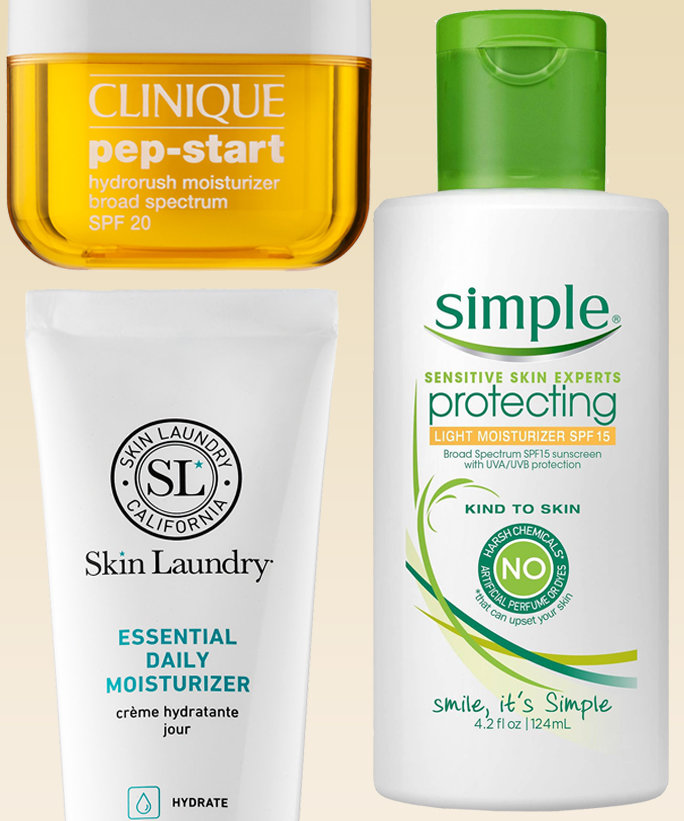 CLINIQUE
pep-start
hydrorush moisturizer
broad spectrum
SPF 20
SKIN LAUNDRY
SL
CALIFORNIA
Skin Laundry
ESSENTIAL
DAILY
MOISTURIZER
crème hydratante
jour
HYDRATE
simple®
SENSITIVE SKIN EXPERTS
protecting
LIGHT MOISTURIZER SPF 15
Broad Spectrum SPF15 sunscreen
with UVA/UVB protection
KIND TO SKIN
HARSH CHEMICALS*
NO
ARTIFICIAL PERFUME OR DYES
*that can upset your skin
smile, it's Simple
4.2 fl oz | 124mL